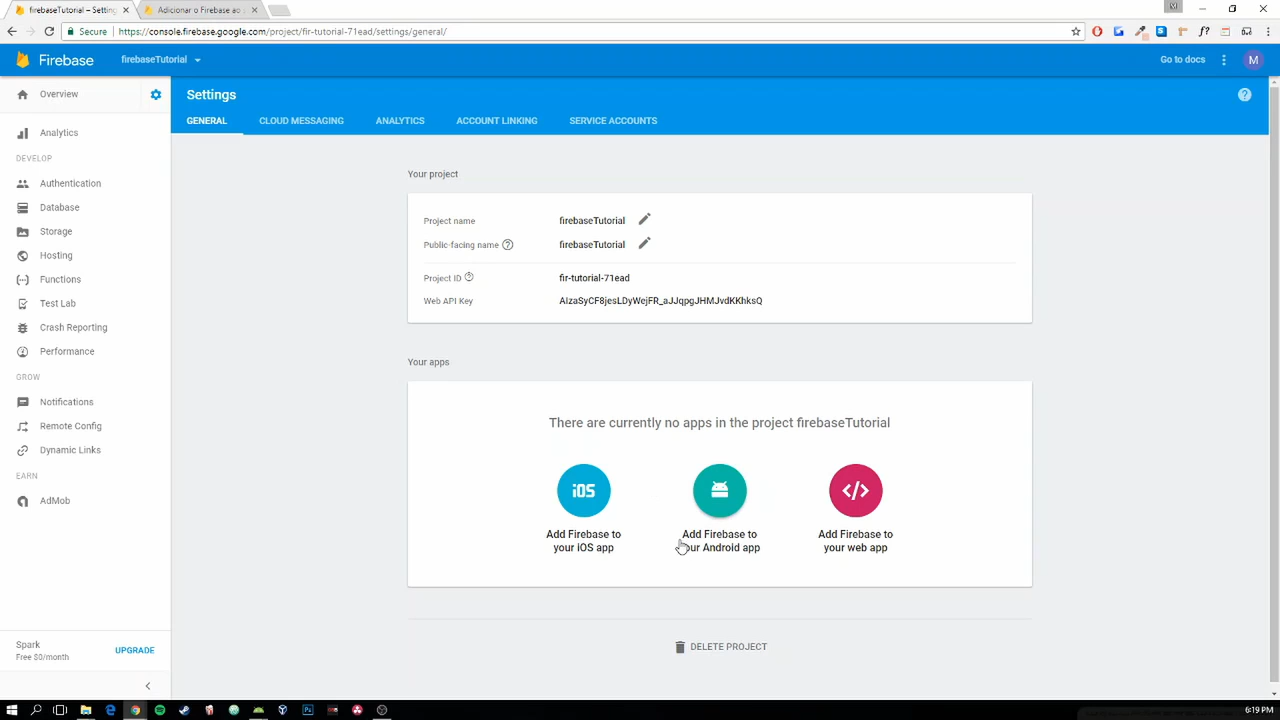 firebaseTutorial – Setting
Adicionar o Firebase ao
Secure
https://console.firebase.google.com/project/fir-tutorial-71ead/settings/general/
Firebase
firebaseTutorial
Go to docs
M
Overview
Settings
GENERAL
CLOUD MESSAGING
ANALYTICS
ACCOUNT LINKING
SERVICE ACCOUNTS
Analytics
DEVELOP
Authentication
Database
Storage
Hosting
Functions
Test Lab
Crash Reporting
Performance
GROW
Notifications
Remote Config
Dynamic Links
EARN
AdMob
Spark
Free $0/month
UPGRADE
Your project
Project name
firebaseTutorial
Public-facing name
firebaseTutorial
Project ID
fir-tutorial-71ead
Web API Key
AIzaSyCF8jesLDyWejFR_aJJqpgJHMJvdKKhksQ
Your apps
There are currently no apps in the project firebaseTutorial
iOS
Add Firebase to
your iOS app
Add Firebase to
your Android app
</>
Add Firebase to
your web app
DELETE PROJECT
6:19 PM